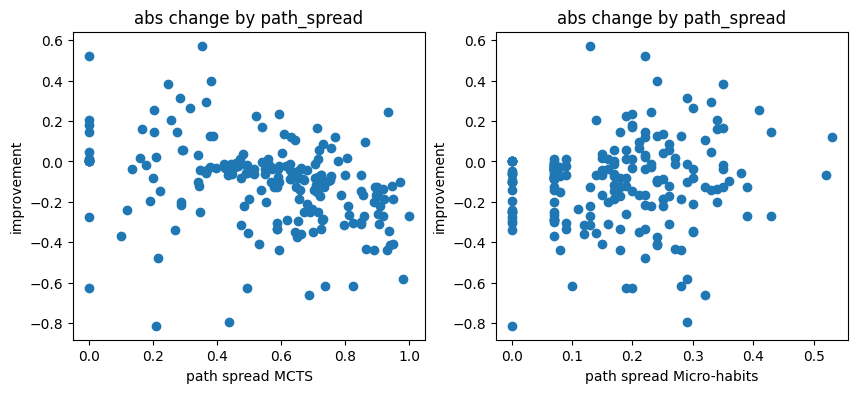 abs change by path_spread
improvement
0.6
0.4
0.2
0.0
−0.2
−0.4
−0.6
−0.8
0.0 0.2 0.4 0.6 0.8 1.0
path spread MCTS
abs change by path_spread
improvement
0.6
0.4
0.2
0.0
−0.2
−0.4
−0.6
−0.8
0.0 0.1 0.2 0.3 0.4 0.5
path spread Micro-habits